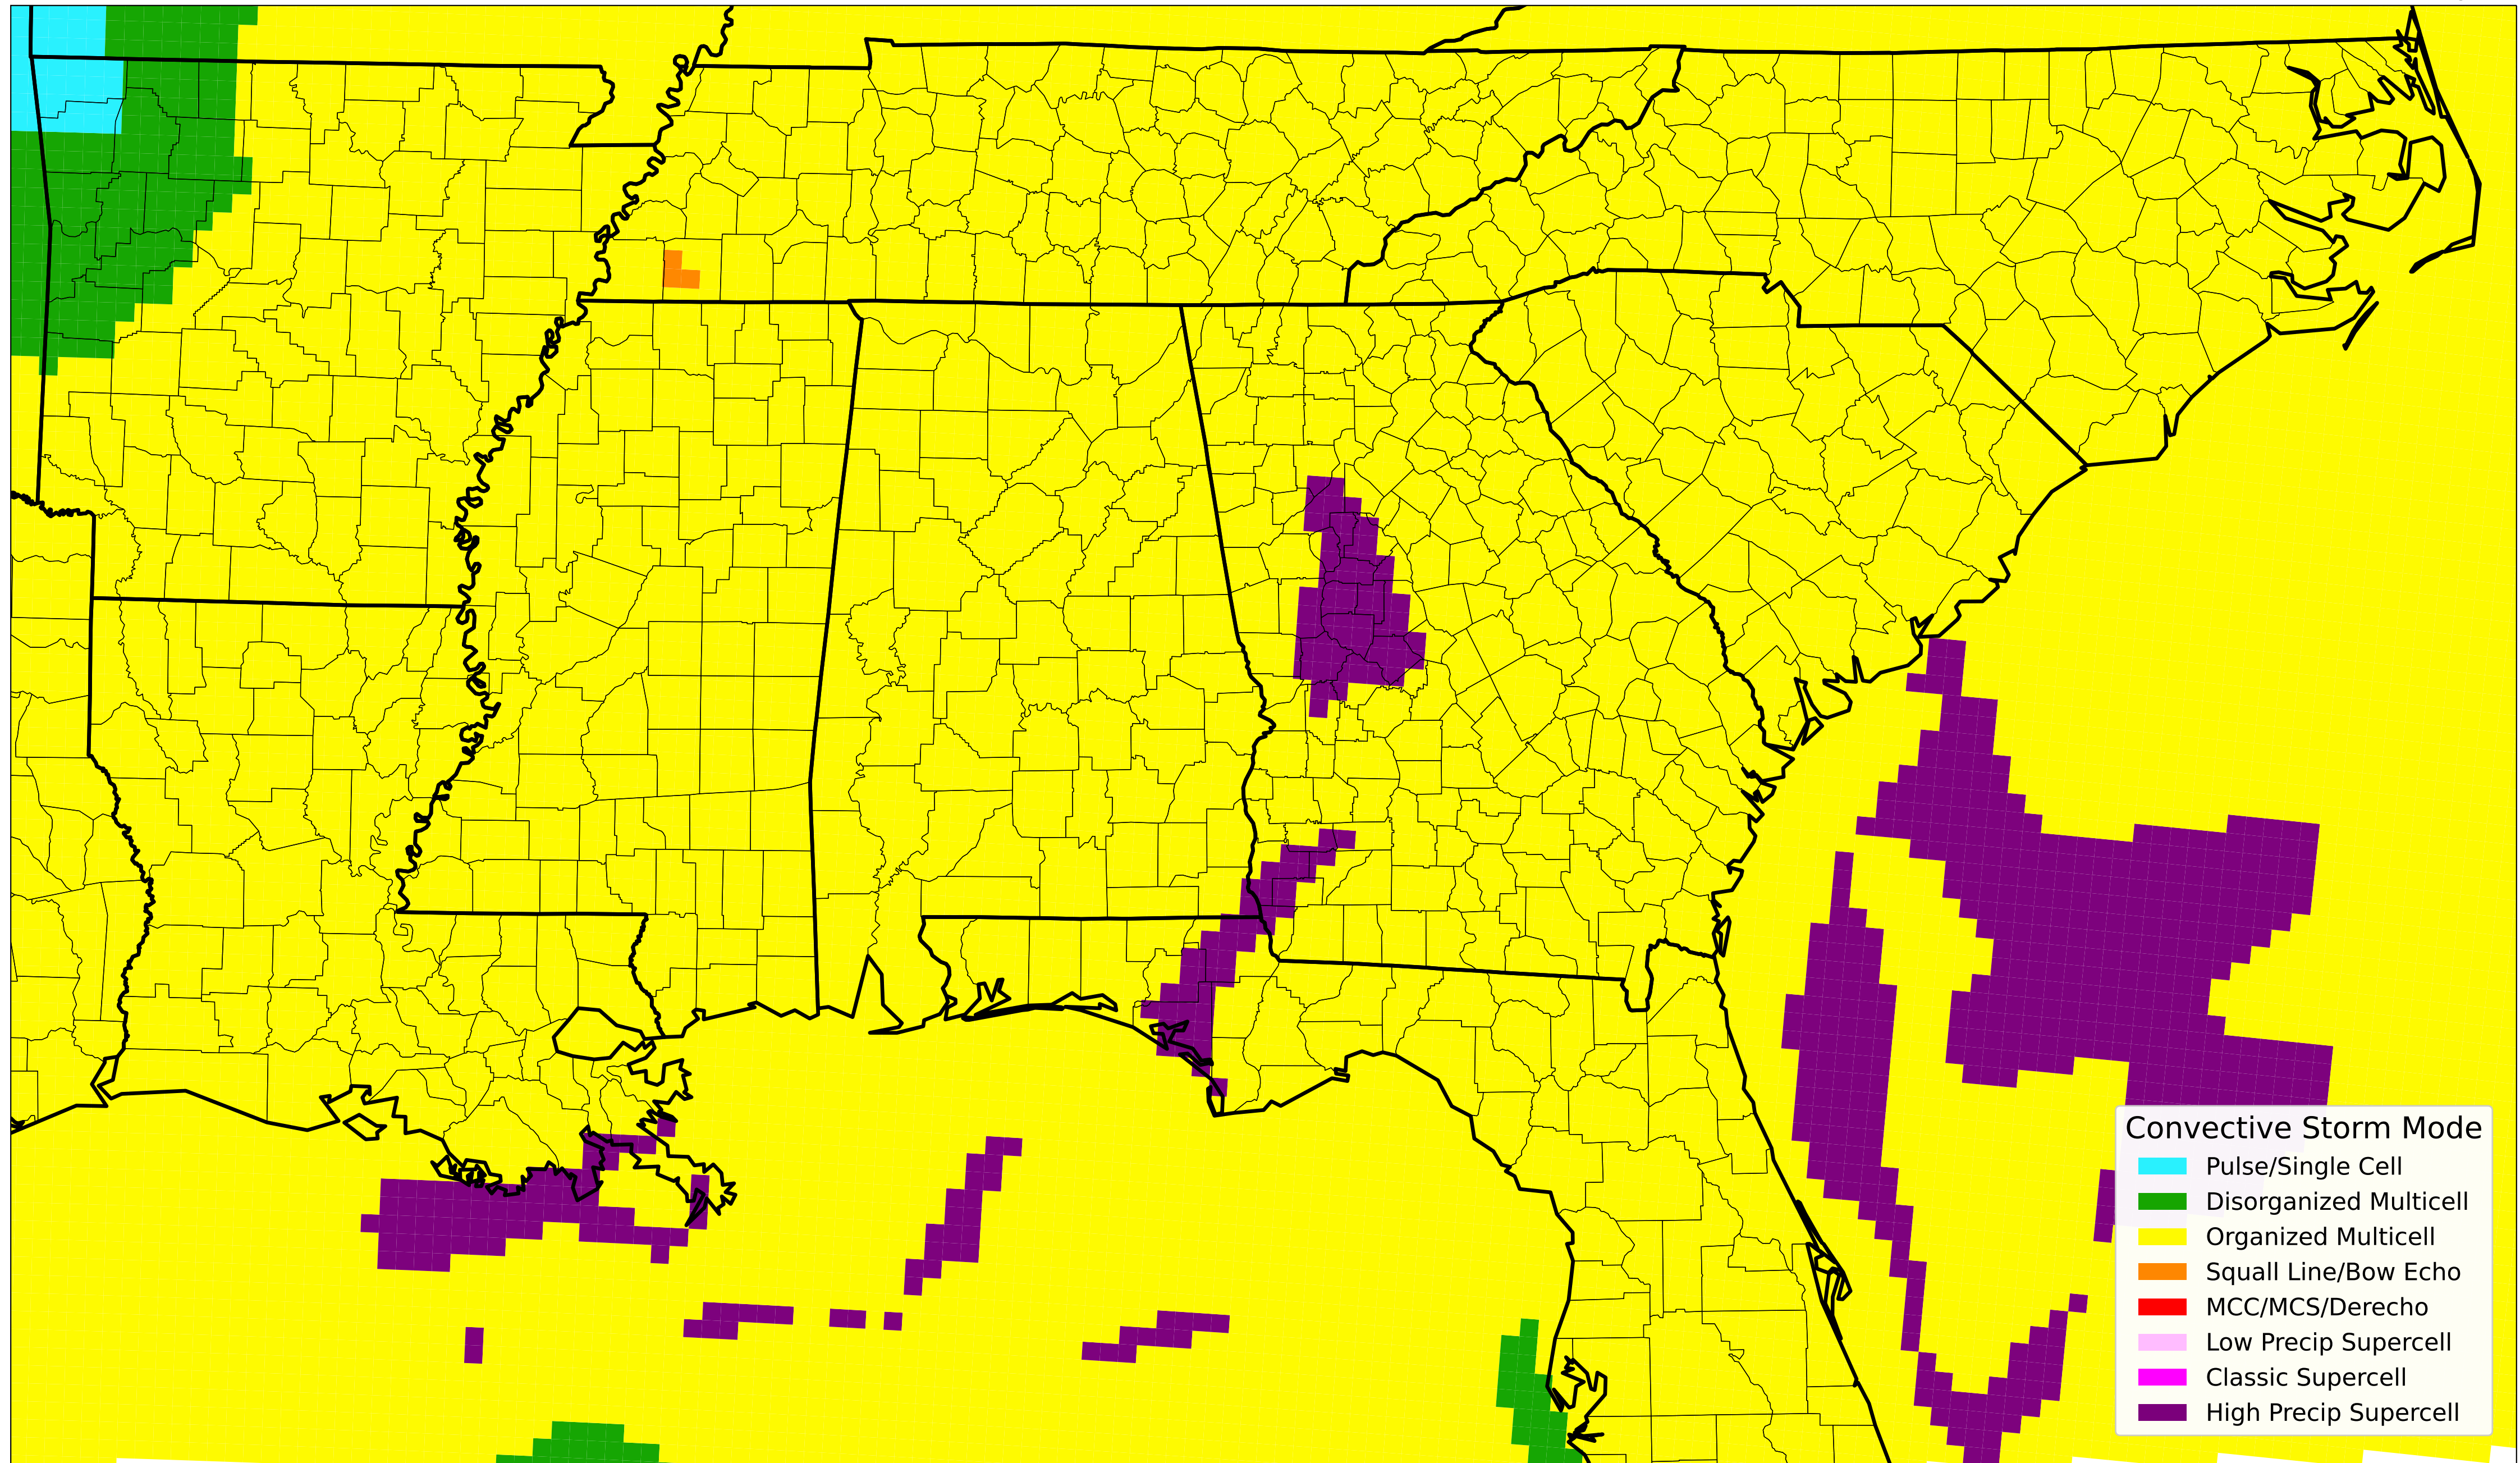 Convective Storm Mode
Pulse/Single Cell
Disorganized Multicell
Organized Multicell
Squall Line/Bow Echo
MCC/MCS/Derecho
Low Precip Supercell
Classic Supercell
High Precip Supercell